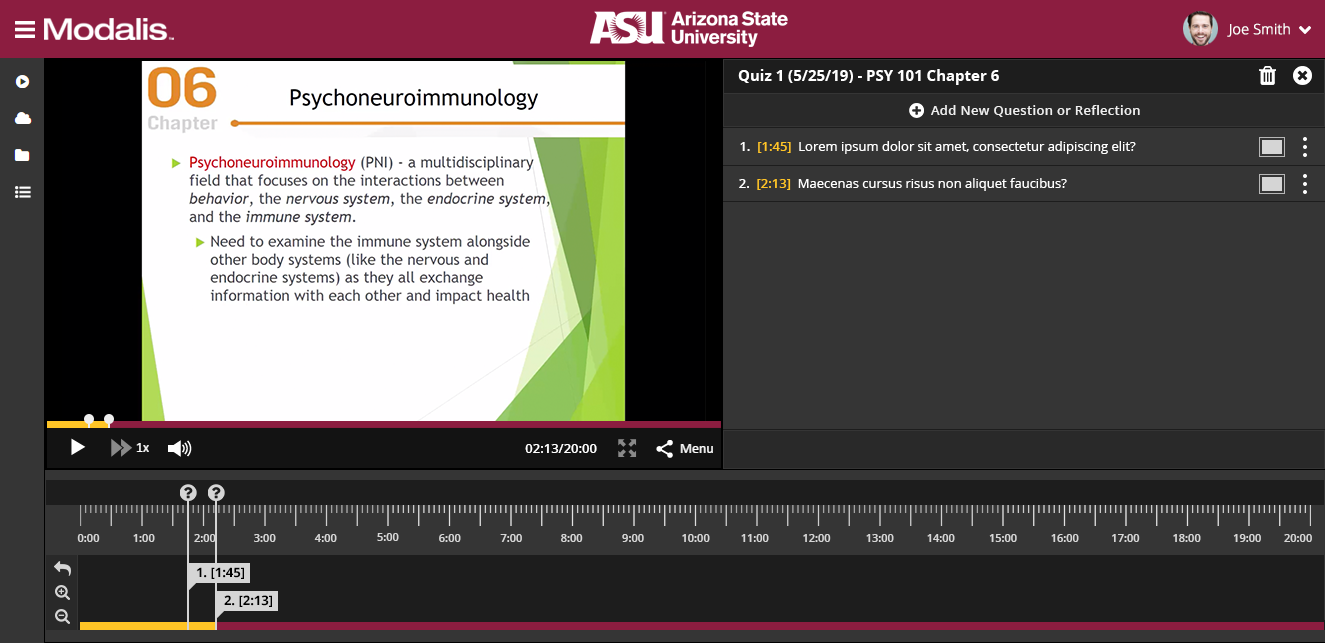 Modalis™
ASU Arizona State
University
Joe Smith
06
Chapter
Psychoneuroimmunology
Psychoneuroimmunology (PNI) - a multidisciplinary
field that focuses on the interactions between
behavior, the nervous system, the endocrine system,
and the immune system.
Need to examine the immune system alongside
other body systems (like the nervous and
endocrine systems) as they all exchange
information with each other and impact health
1x
02:13/20:00
Menu
Quiz 1 (5/25/19) - PSY 101 Chapter 6
Add New Question or Reflection
1. [1:45] Lorem ipsum dolor sit amet, consectetur adipiscing elit?
2. [2:13] Maecenas cursus risus non aliquet faucibus?
? ?
0:00 1:00 2:00 3:00 4:00 5:00 6:00 7:00 8:00 9:00 10:00 11:00 12:00 13:00 14:00 15:00 16:00 17:00 18:00 19:00 20:00
1. [1:45]
2. [2:13]